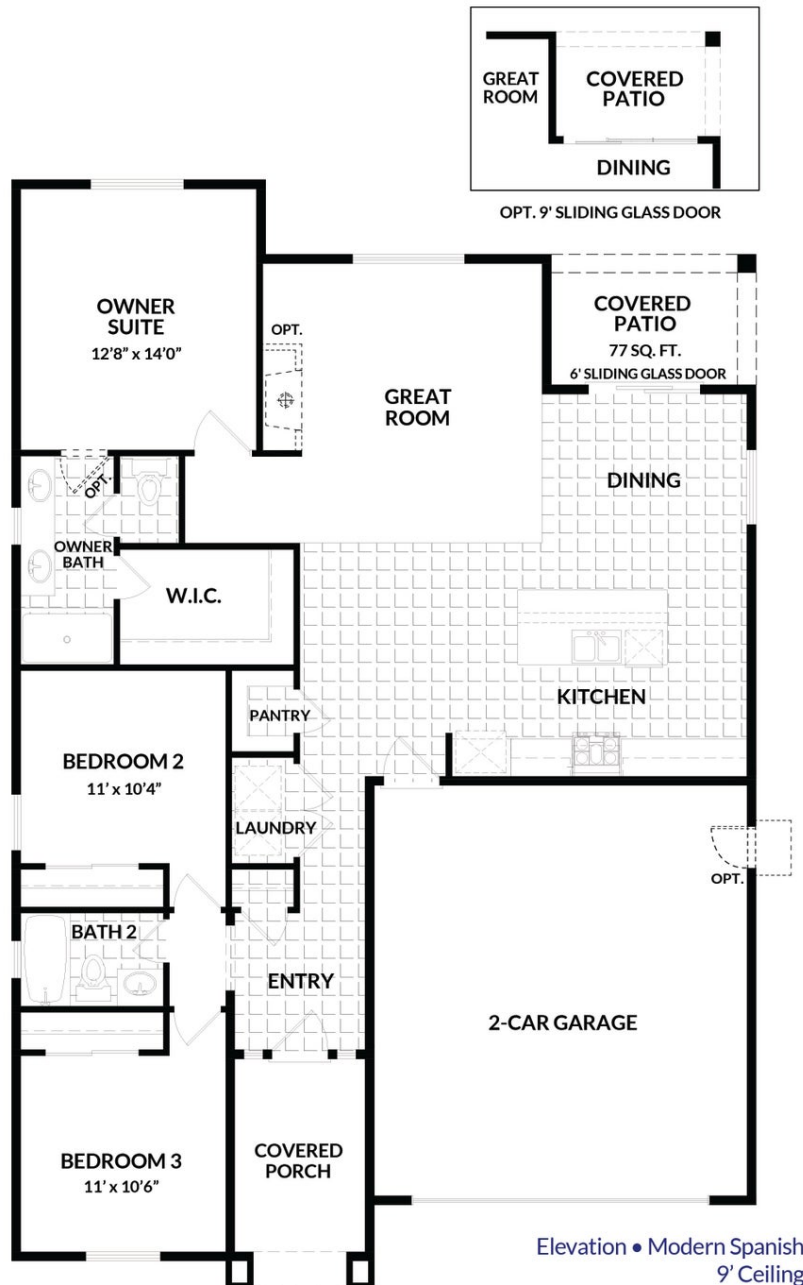 GREAT
ROOM
COVERED
PATIO
DINING
OPT. 9' SLIDING GLASS DOOR
OWNER
SUITE
12'8" x 14'0"
OPT.
GREAT
ROOM
COVERED
PATIO
77 SQ. FT.
6' SLIDING GLASS DOOR
DINING
OPT.
OWNER
BATH
W.I.C.
KITCHEN
PANTRY
BEDROOM 2
11' x 10'4"
LAUNDRY
OPT.
BATH 2
ENTRY
2-CAR GARAGE
BEDROOM 3
11' x 10'6"
COVERED
PORCH
Elevation • Modern Spanish
9' Ceiling